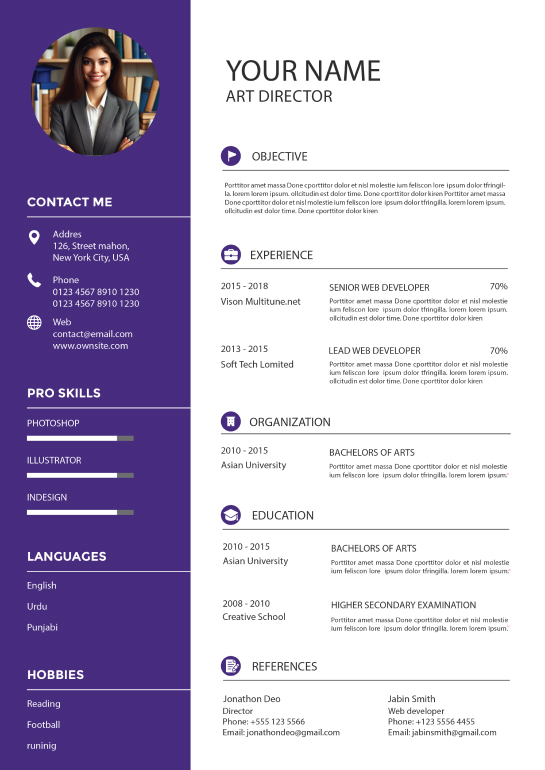 YOUR NAME
ART DIRECTOR
CONTACT ME
Addres
126, Street mahon,
New York City, USA
Phone
0123 4567 8910 1230
0123 4567 8910 1230
Web
contact@email.com
www.ownsite.com
PRO SKILLS
PHOTOSHOP
ILLUSTRATOR
INDESIGN
LANGUAGES
English
Urdu
Punjabi
HOBBIES
Reading
Football
runinig
OBJECTIVE
Porttitor amet massa Done cporttitor dolor et nisl molestie ium feliscon lore ipsum dolor tfringil-
la. lorem lorem ipsum. ollcitudin est dolor time. Done cporttitor dolor kiren Porttitor amet massa
Done cporttitor dolor et nisl molestie ium feliscon lore ipsum dolor tfringilla. lorem lorem ipsum.
ollcitudin est dolor time. Done cporttitor dolor kiren
EXPERIENCE
2015 - 2018
Vison Multitune.net
SENIOR WEB DEVELOPER 70%
Porttitor amet massa Done cporttitor dolor et nisl molestie
ium feliscon lore ipsum dolor tfringilla. lorem lorem ipsum.
ollcitudin est dolor time. Done cporttitor dolor kiren
2013 - 2015
Soft Tech Lomited
LEAD WEB DEVELOPER 70%
Porttitor amet massa Done cporttitor dolor et nisl molestie
ium feliscon lore ipsum dolor tfringilla. lorem lorem ipsum.
ollcitudin est dolor time. Done cporttitor dolor kiren
ORGANIZATION
2010 - 2015
Asian University
BACHELORS OF ARTS
Porttitor amet massa Done cporttitor dolor et nisl molestie
ium feliscon lore ipsum dolor tfringilla. lorem lorem ipsum.
EDUCATION
2010 - 2015
Asian University
BACHELORS OF ARTS
Porttitor amet massa Done cporttitor dolor et nisl molestie
ium feliscon lore ipsum dolor tfringilla. lorem lorem ipsum.
2008 - 2010
Creative School
HIGHER SECONDARY EXAMINATION
Porttitor amet massa Done cporttitor dolor et nisl molestie
ium feliscon lore ipsum dolor tfringilla. lorem lorem ipsum.
REFERENCES
Jonathon Deo
Director
Phone: +555 123 5566
Email: jonathondeo@gmail.com
Jabin Smith
Web developer
Phone: +123 5556 4455
Email: jabinsmith@gmail.com